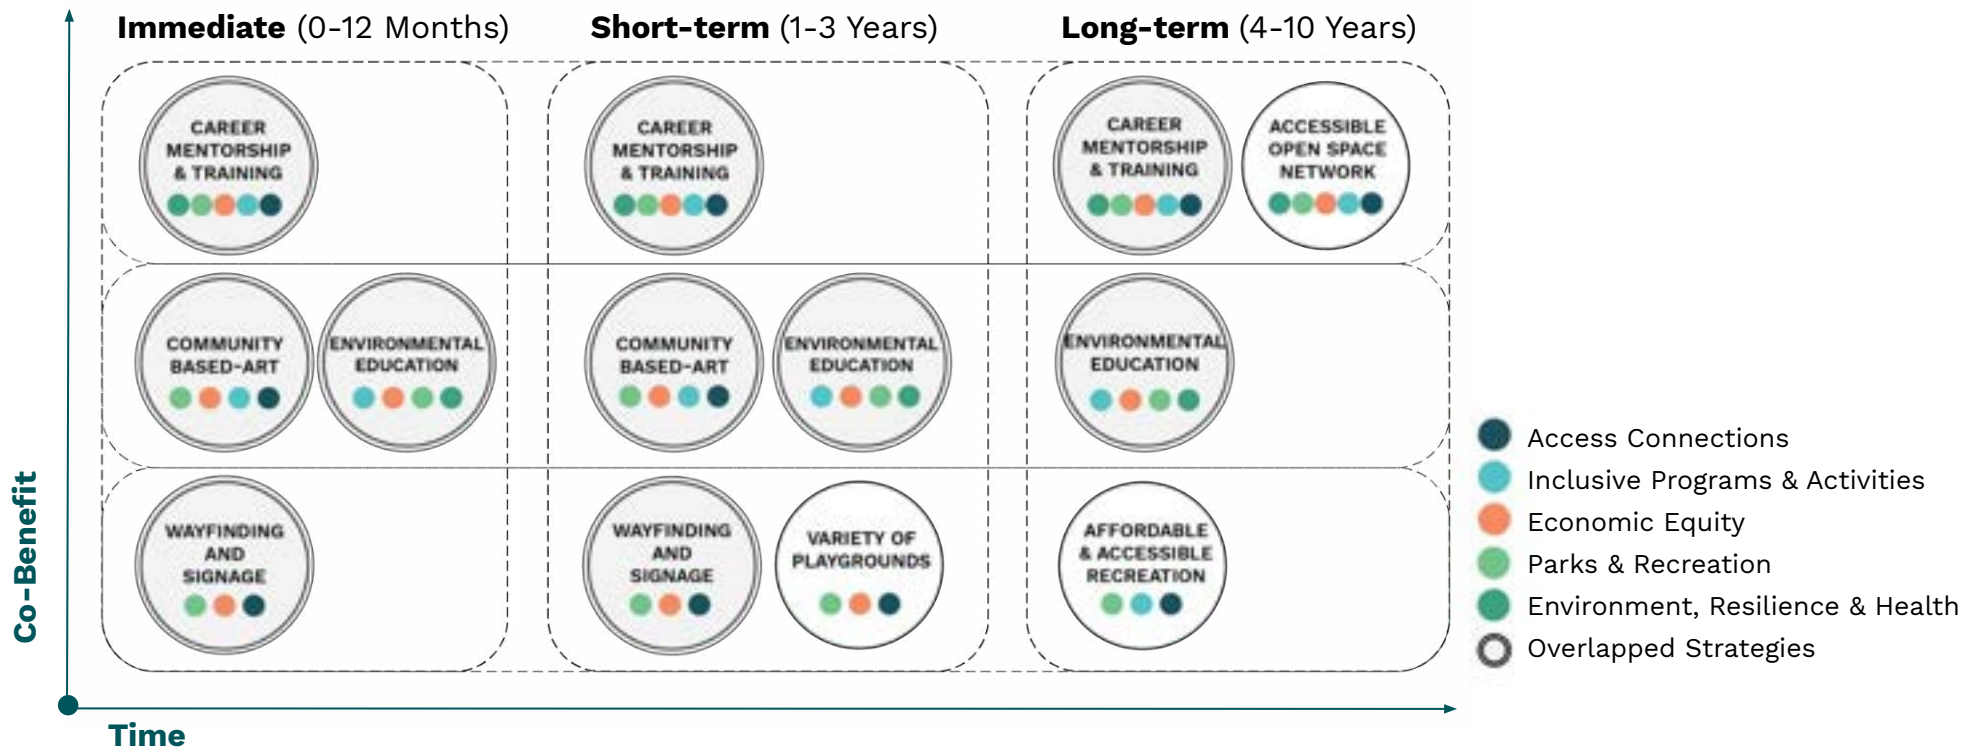 Immediate (0-12 Months)
Short-term (1-3 Years)
Long-term (4-10 Years)
CAREER
MENTORSHIP
& TRAINING
CAREER
MENTORSHIP
& TRAINING
CAREER
MENTORSHIP
& TRAINING
ACCESSIBLE
OPEN SPACE
NETWORK
COMMUNITY
BASED-ART
ENVIRONMENTAL
EDUCATION
COMMUNITY
BASED-ART
ENVIRONMENTAL
EDUCATION
ENVIRONMENTAL
EDUCATION
WAYFINDING
AND
SIGNAGE
WAYFINDING
AND
SIGNAGE
VARIETY OF
PLAYGROUNDS
AFFORDABLE
& ACCESSIBLE
RECREATION
Co-Benefit
Time
Access Connections
Inclusive Programs & Activities
Economic Equity
Parks & Recreation
Environment, Resilience & Health
Overlapped Strategies